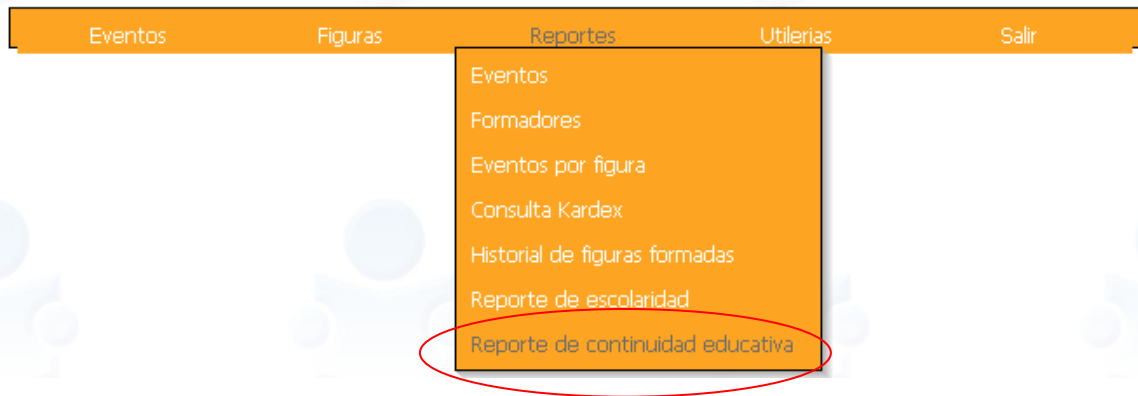 Eventos Figuras Reportes Utilerias Salir
Eventos
Formadores
Eventos por figura
Consulta Kardex
Historial de figuras formadas
Reporte de escolaridad
Reporte de continuidad educativa